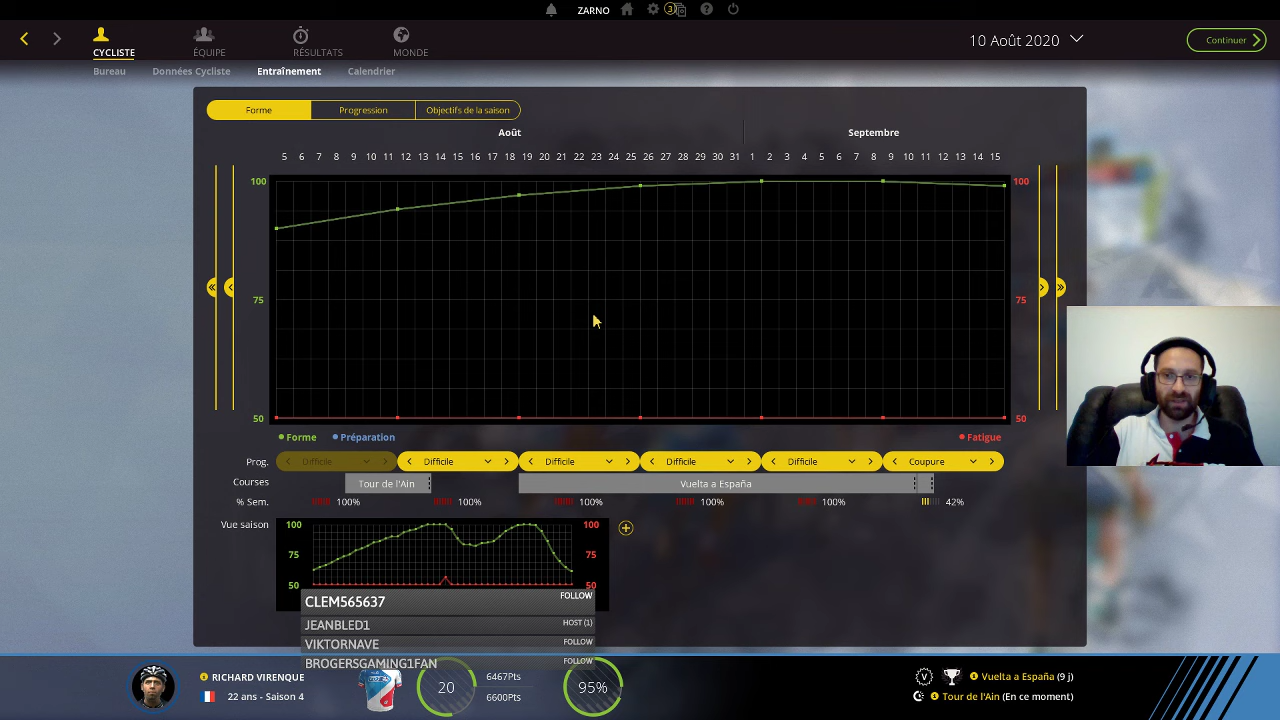 ZARNO 3
CYCLISTE ÉQUIPE RÉSULTATS MONDE 10 Août 2020 Continuer
Bureau Données Cycliste Entraînement Calendrier
Forme Progression Objectifs de la saison
Août Septembre
5 6 7 8 9 10 11 12 13 14 15 16 17 18 19 20 21 22 23 24 25 26 27 28 29 30 31 1 2 3 4 5 6 7 8 9 10 11 12 13 14 15
100 100
75 75
50 50
Forme Préparation Fatigue
Prog. Difficile Difficile Difficile Difficile Difficile Coupure
Courses Tour de l'Ain Vuelta a España
% Sem. 100% 100% 100% 100% 100% 42%
Vue saison 100 100
75 75
50 50
CLEM565637 FOLLOW
JEANBLED1 HOST (1)
VIKTORNAVE FOLLOW
BROGERSGAMING1FAN FOLLOW
RICHARD VIRENQUE
22 ans - Saison 4
20
6467Pts
6600Pts
95%
V Vuelta a España (9 j)
Tour de l'Ain (En ce moment)